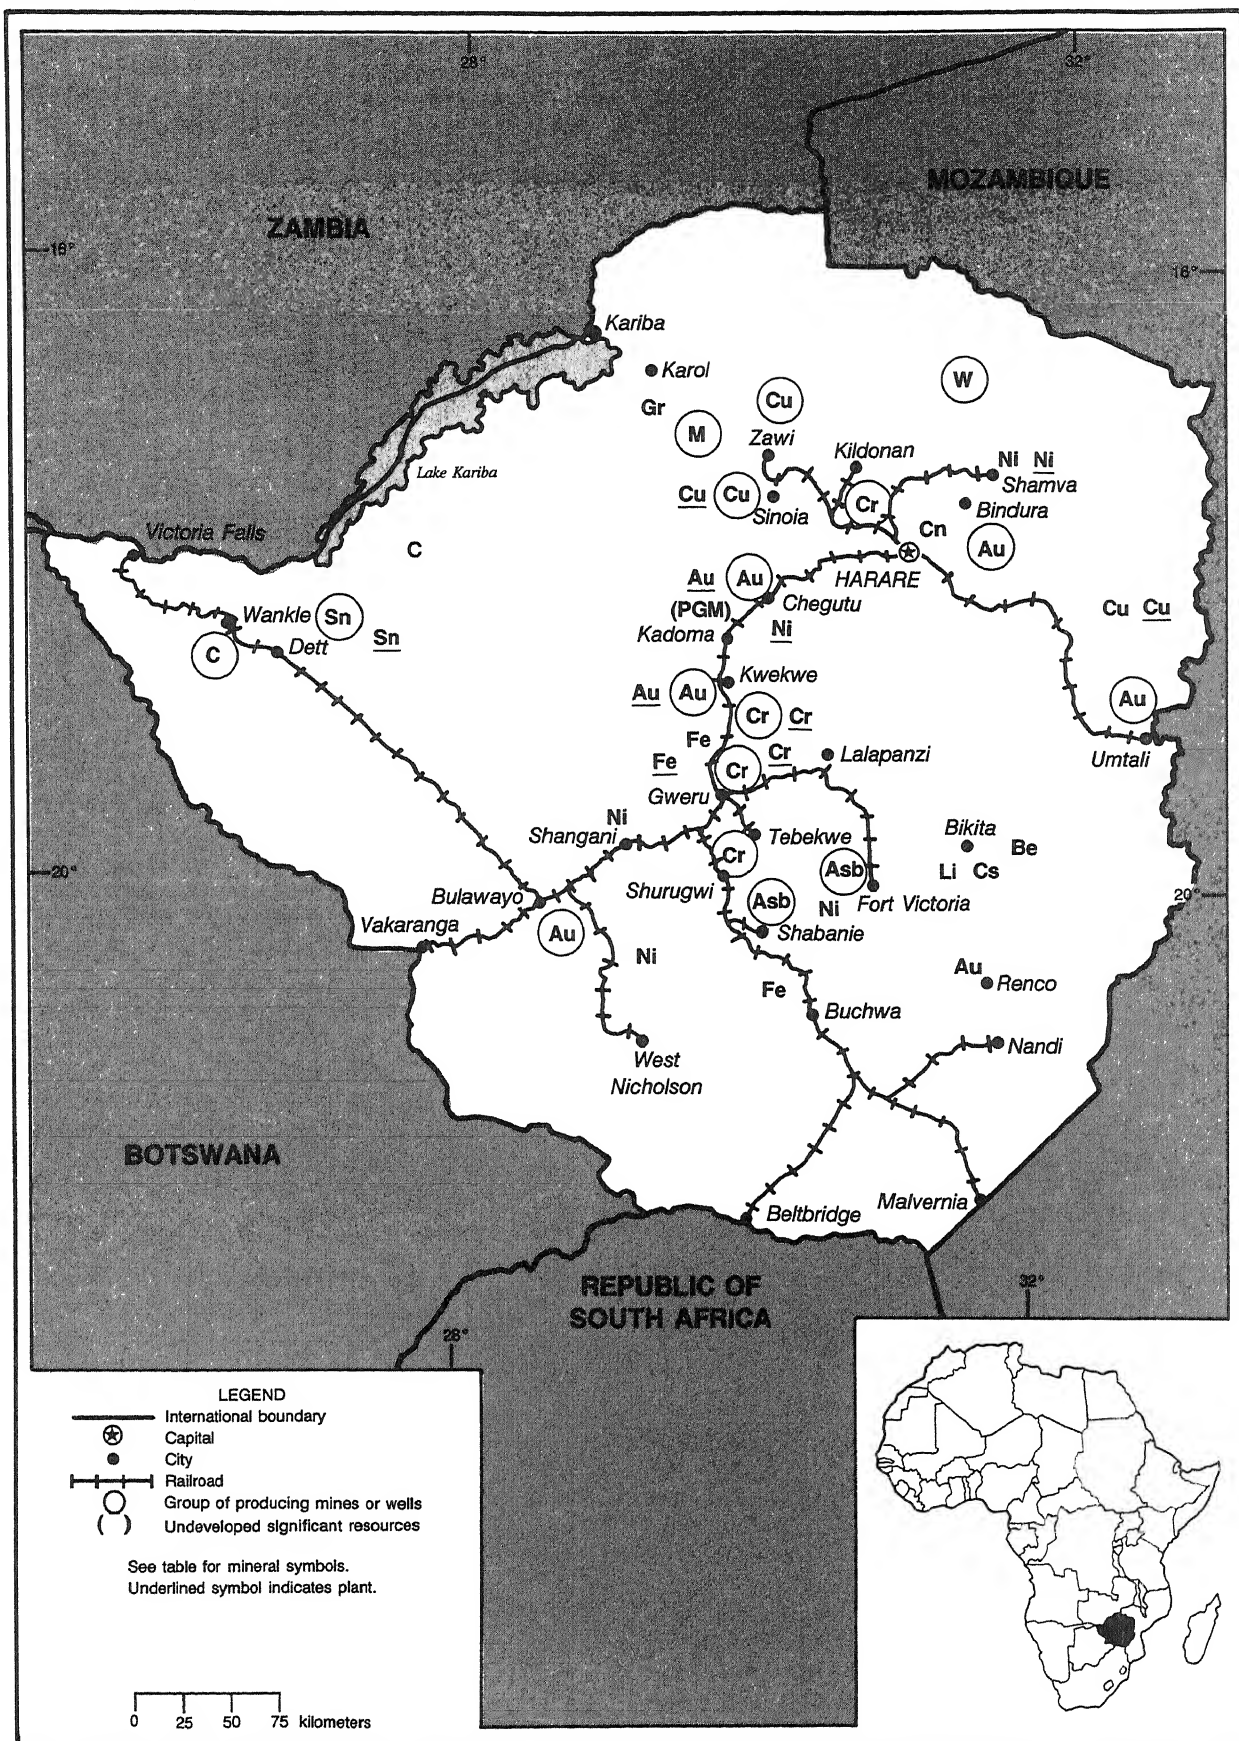 28°
32°
MOZAMBIQUE
ZAMBIA
16°
16°
Kariba
Karol
W
Gr
Cu
M
Zawi
Kildonan
Ni Ni
Lake Kariba
Shamva
Cu Cu
Sinoia
Cr
Bindura
Victoria Falls
Cn
C
Au
HARARE
Au Au
Chegutu
(PGM)
Cu Cu
Wankle
Sn
Kadoma
Ni
Sn
C
Dett
Kwekwe
Au Au
Au
Cr Cr
Fe
Cr
Lalapanzi
Umtali
Fe
Cr
Gweru
Ni
Shangani
Tebekwe
Bikita
Be
Cr
Asb
Li Cs
20°
Shurugwi
20°
Bulawayo
Asb
Ni
Fort Victoria
Vakaranga
Au
Shabanie
Ni
Au
Renco
Fe
Buchwa
West
Nicholson
Nandi
BOTSWANA
Malvernia
Beltbridge
REPUBLIC OF
SOUTH AFRICA
32°
28°
LEGEND
International boundary
Capital
City
Railroad
Group of producing mines or wells
( ) Undeveloped significant resources
See table for mineral symbols.
Underlined symbol indicates plant.
0 25 50 75 kilometers